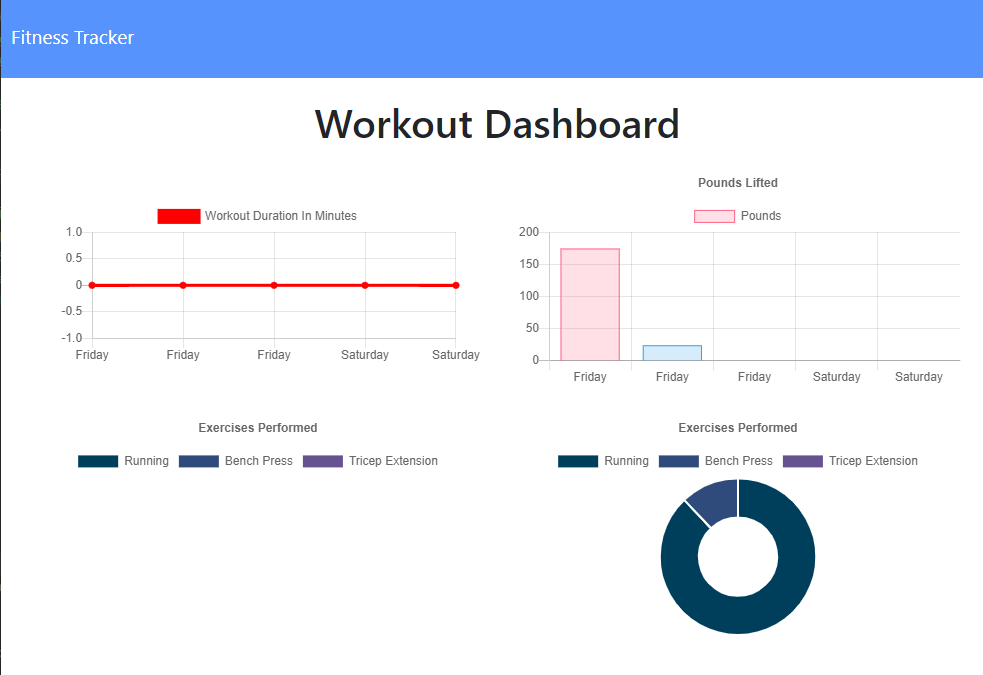 Fitness Tracker
Workout Dashboard
Workout Duration In Minutes
1.0
0.5
0
-0.5
-1.0
Friday Friday Friday Saturday Saturday
Pounds Lifted
Pounds
200
150
100
50
0
Friday Friday Friday Saturday Saturday
Exercises Performed
Running Bench Press Tricep Extension
Exercises Performed
Running Bench Press Tricep Extension